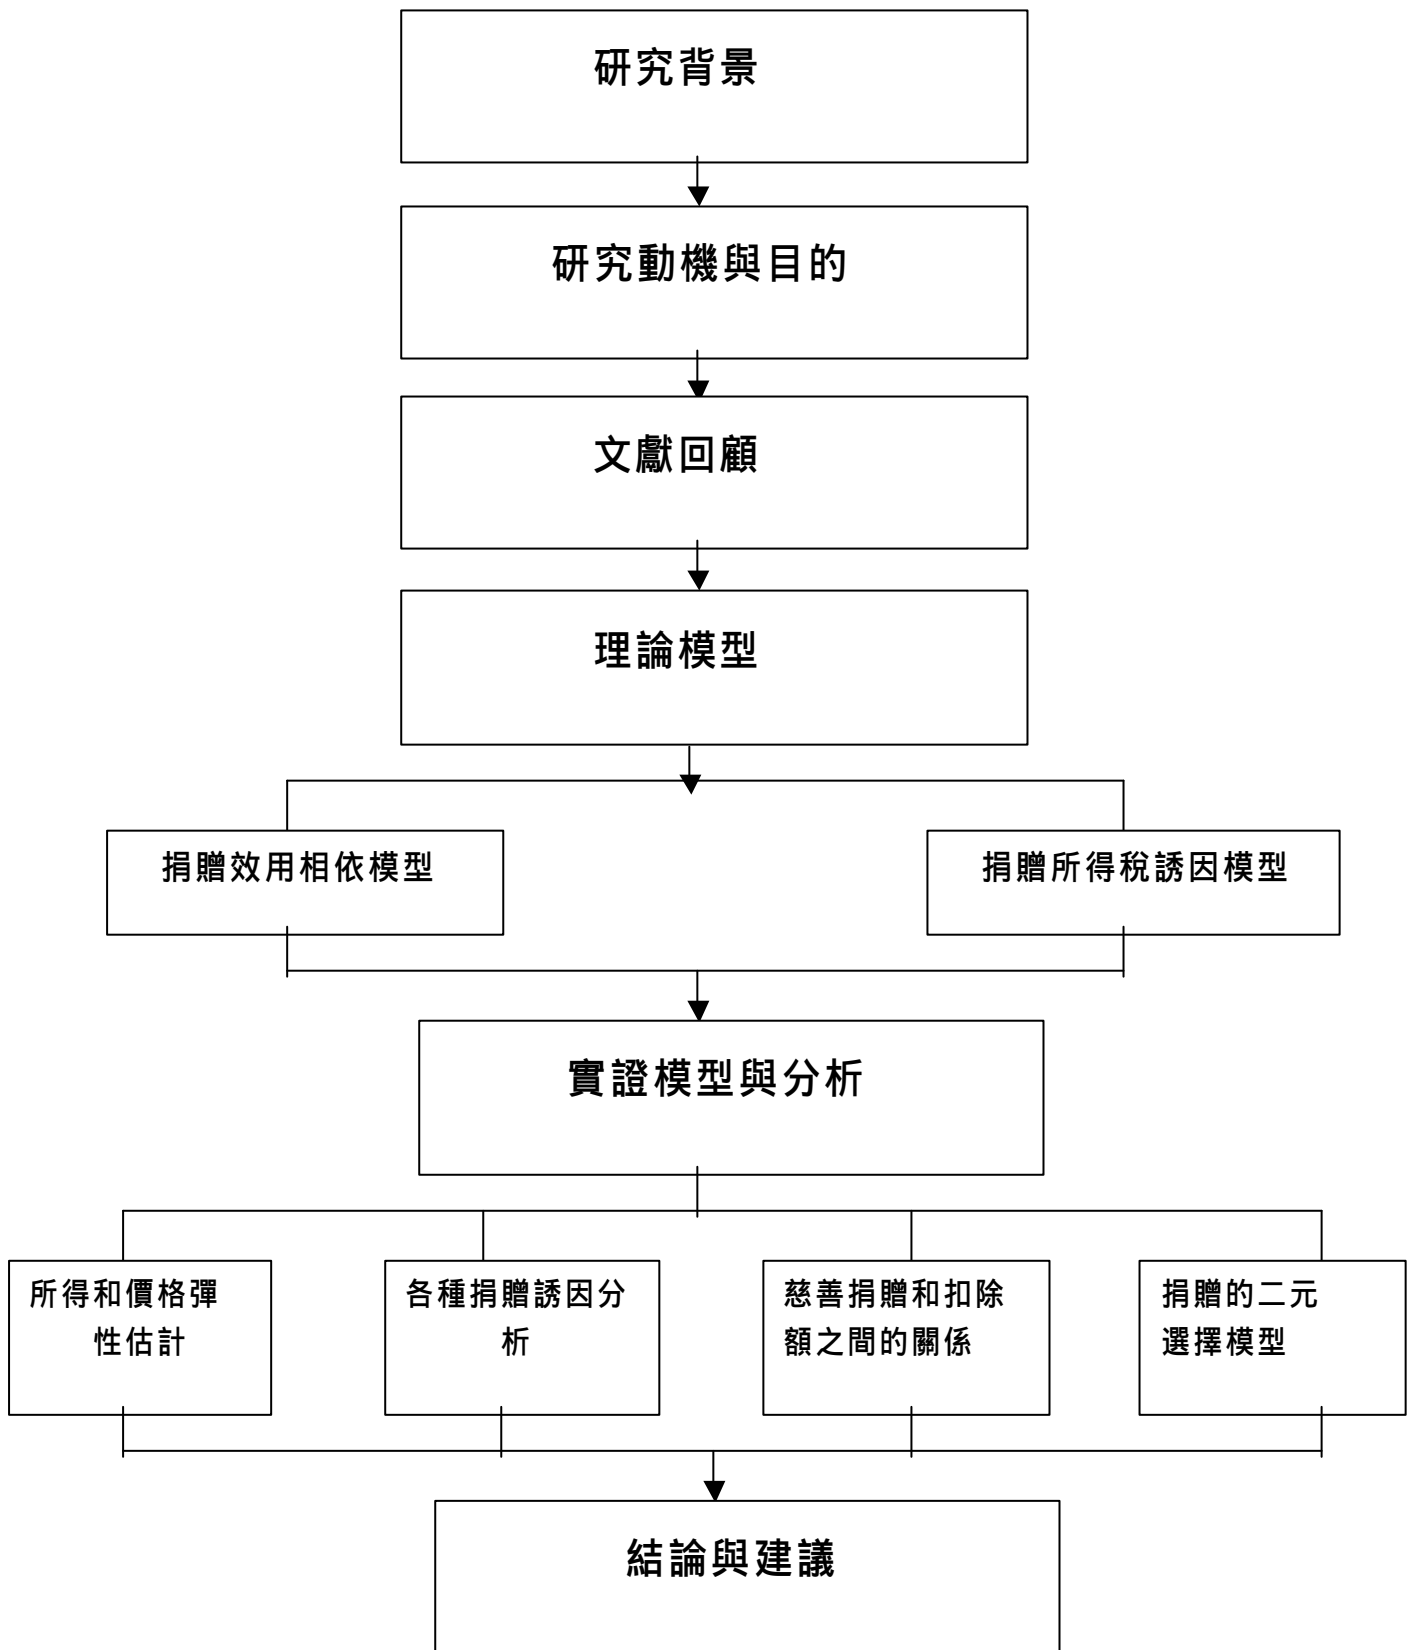 研究背景
研究動機與目的
文獻回顧
理論模型
捐贈效用相依模型
捐贈所得稅誘因模型
實證模型與分析
所得和價格彈
性估計
各種捐贈誘因分
析
慈善捐贈和扣除
額之間的關係
捐贈的二元
選擇模型
結論與建議